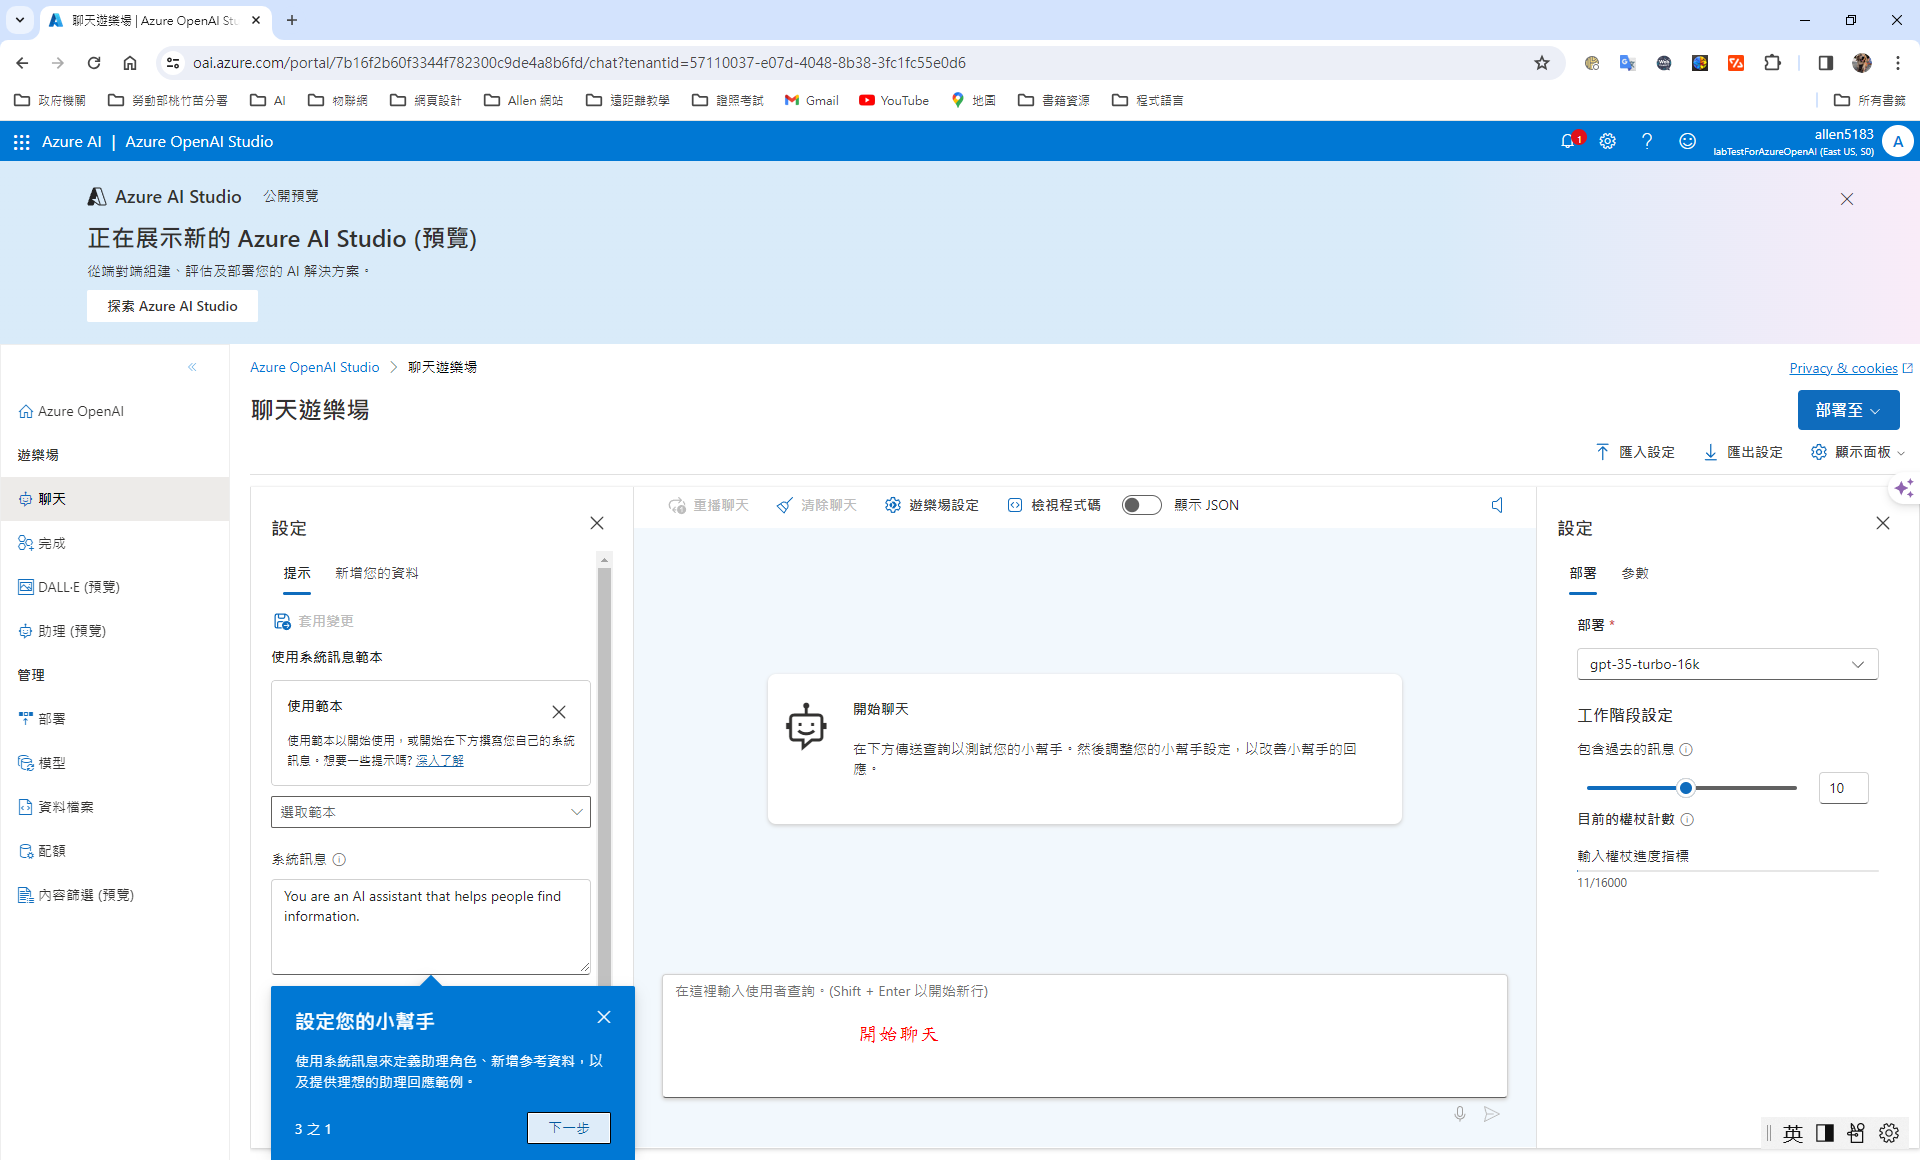 聊天遊樂場 | Azure OpenAI Stu
oai.azure.com/portal/7b16f2b60f3344f782300c9de4a8b6fd/chat?tenantid=57110037-e07d-4048-8b38-3fc1fc55e0d6
政府機關
勞動部桃竹苗分署
AI
物聯網
網頁設計
Allen 網站
遠距離教學
證照考試
Gmail
YouTube
地圖
書籍資源
程式語言
所有書籤
Azure AI | Azure OpenAI Studio
1
allen5183
labTestForAzureOpenAI (East US, S0)
A
Azure AI Studio 公開預覽
正在展示新的 Azure AI Studio (預覽)
從端對端組建、評估及部署您的 AI 解決方案。
探索 Azure AI Studio
Azure OpenAI
遊樂場
聊天
完成
DALL·E (預覽)
助理 (預覽)
管理
部署
模型
資料檔案
配額
內容篩選 (預覽)
Azure OpenAI Studio > 聊天遊樂場
Privacy & cookies
聊天遊樂場
部署至
匯入設定
匯出設定
顯示面板
設定
提示
新增您的資料
套用變更
使用系統訊息範本
使用範本
使用範本以開始使用，或開始在下方撰寫您自己的系統
訊息。想要一些提示嗎? 深入了解
選取範本
系統訊息
You are an AI assistant that helps people find
information.
設定您的小幫手
使用系統訊息來定義助理角色、新增參考資料，以
及提供理想的助理回應範例。
3 之 1
下一步
重播聊天
清除聊天
遊樂場設定
檢視程式碼
顯示 JSON
開始聊天
在下方傳送查詢以測試您的小幫手。然後調整您的小幫手設定，以改善小幫手的回
應。
在這裡輸入使用者查詢。(Shift + Enter 以開始新行)
開始聊天
設定
部署
參數
部署 *
gpt-35-turbo-16k
工作階段設定
包含過去的訊息
10
目前的權杖計數
輸入權杖進度指標
11/16000
英